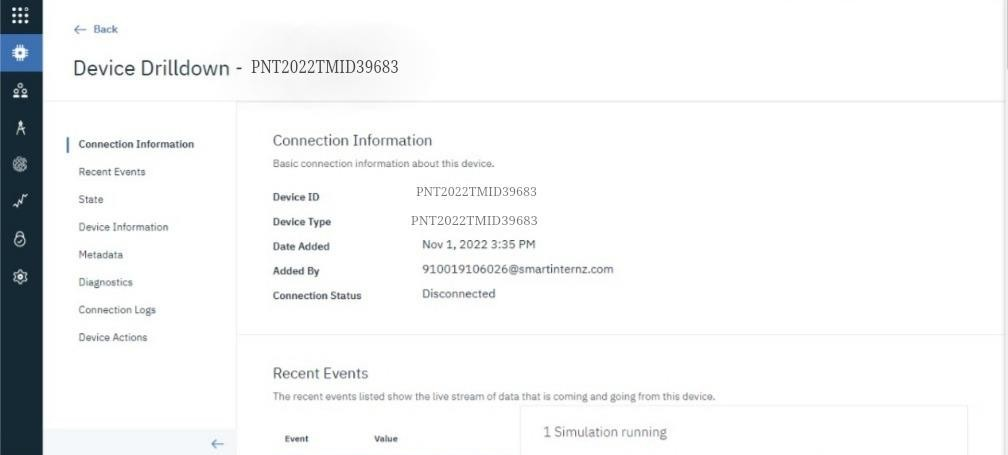 ← Back
Device Drilldown - PNT2022TMID39683
Connection Information
Recent Events
State
Device Information
Metadata
Diagnostics
Connection Logs
Device Actions
Connection Information
Basic connection information about this device.
Device ID PNT2022TMID39683
Device Type PNT2022TMID39683
Date Added Nov 1, 2022 3:35 PM
Added By 910019106026@smartinternz.com
Connection Status Disconnected
Recent Events
The recent events listed show the live stream of data that is coming and going from this device.
Event Value
1 Simulation running